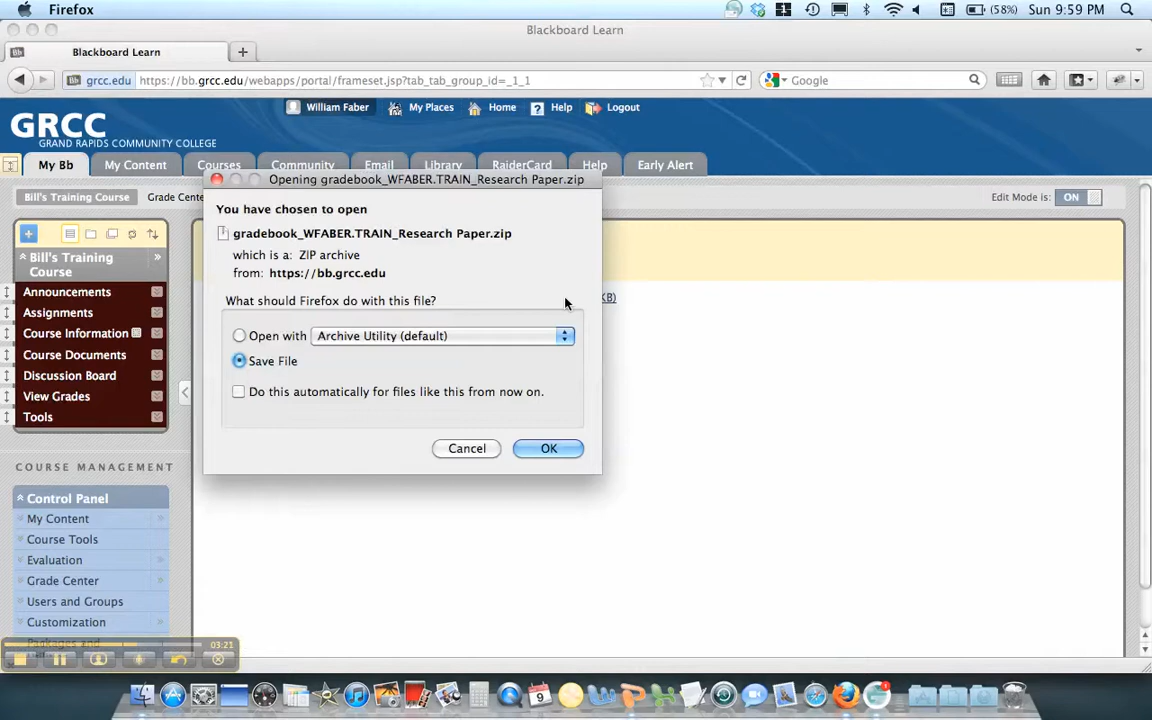 Firefox
(58%) Sun 9:59 PM
Blackboard Learn
Blackboard Learn
grcc.edu https://bb.grcc.edu/webapps/portal/frameset.jsp?tab_tab_group_id=_1_1
Google
William Faber My Places Home Help Logout
GRCC
GRAND RAPIDS COMMUNITY COLLEGE
My Bb My Content Courses Community Email Library RaiderCard Help Early Alert
Bill's Training Course Grade Cente
Edit Mode is: ON
Opening gradebook_WFABER.TRAIN_Research Paper.zip
You have chosen to open
gradebook_WFABER.TRAIN_Research Paper.zip
which is a: ZIP archive
from: https://bb.grcc.edu
What should Firefox do with this file?
Open with Archive Utility (default)
Save File
Do this automatically for files like this from now on.
Cancel OK
KB)
Bill's Training
Course
Announcements
Assignments
Course Information
Course Documents
Discussion Board
View Grades
Tools
COURSE MANAGEMENT
Control Panel
My Content
Course Tools
Evaluation
Grade Center
Users and Groups
Customization
Packages and
03:21